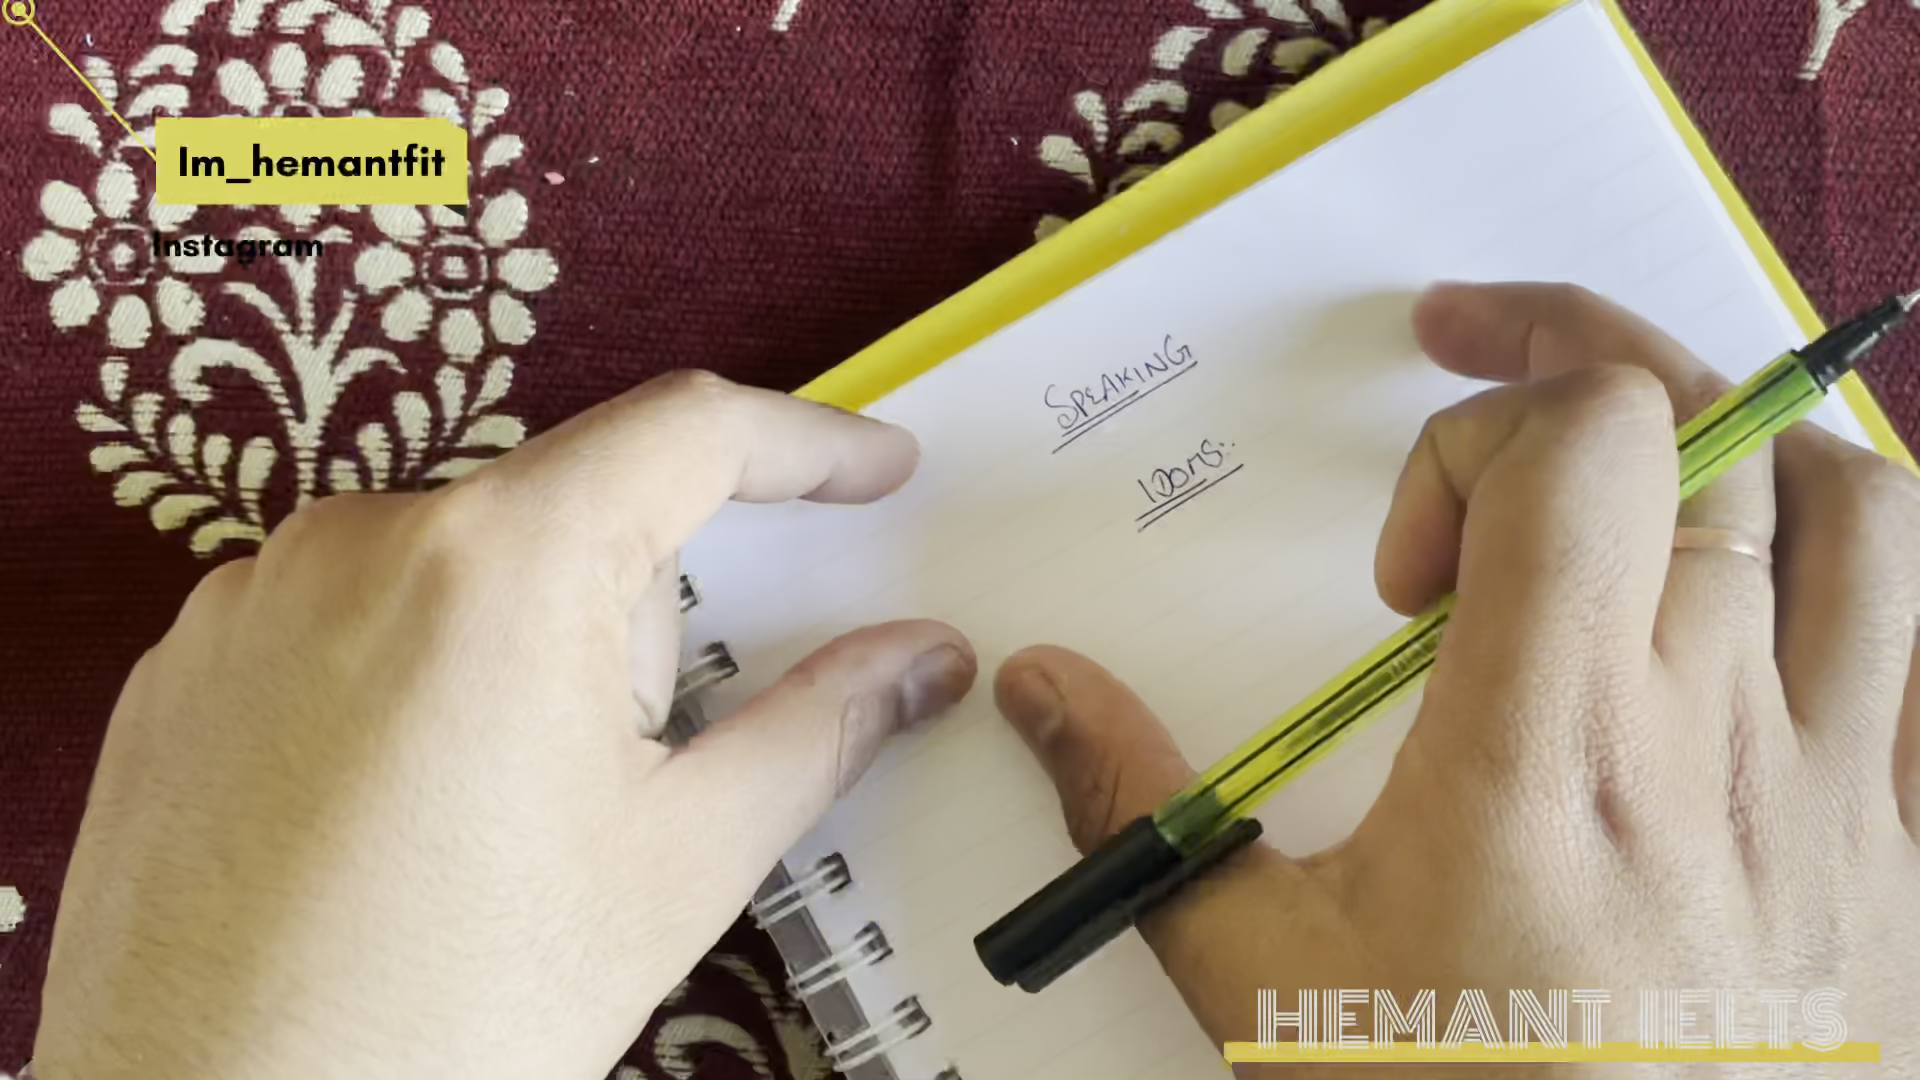 Im_hemantfit
Instagram
SPEAKING
IDOMS:.
HEMANT IELTS